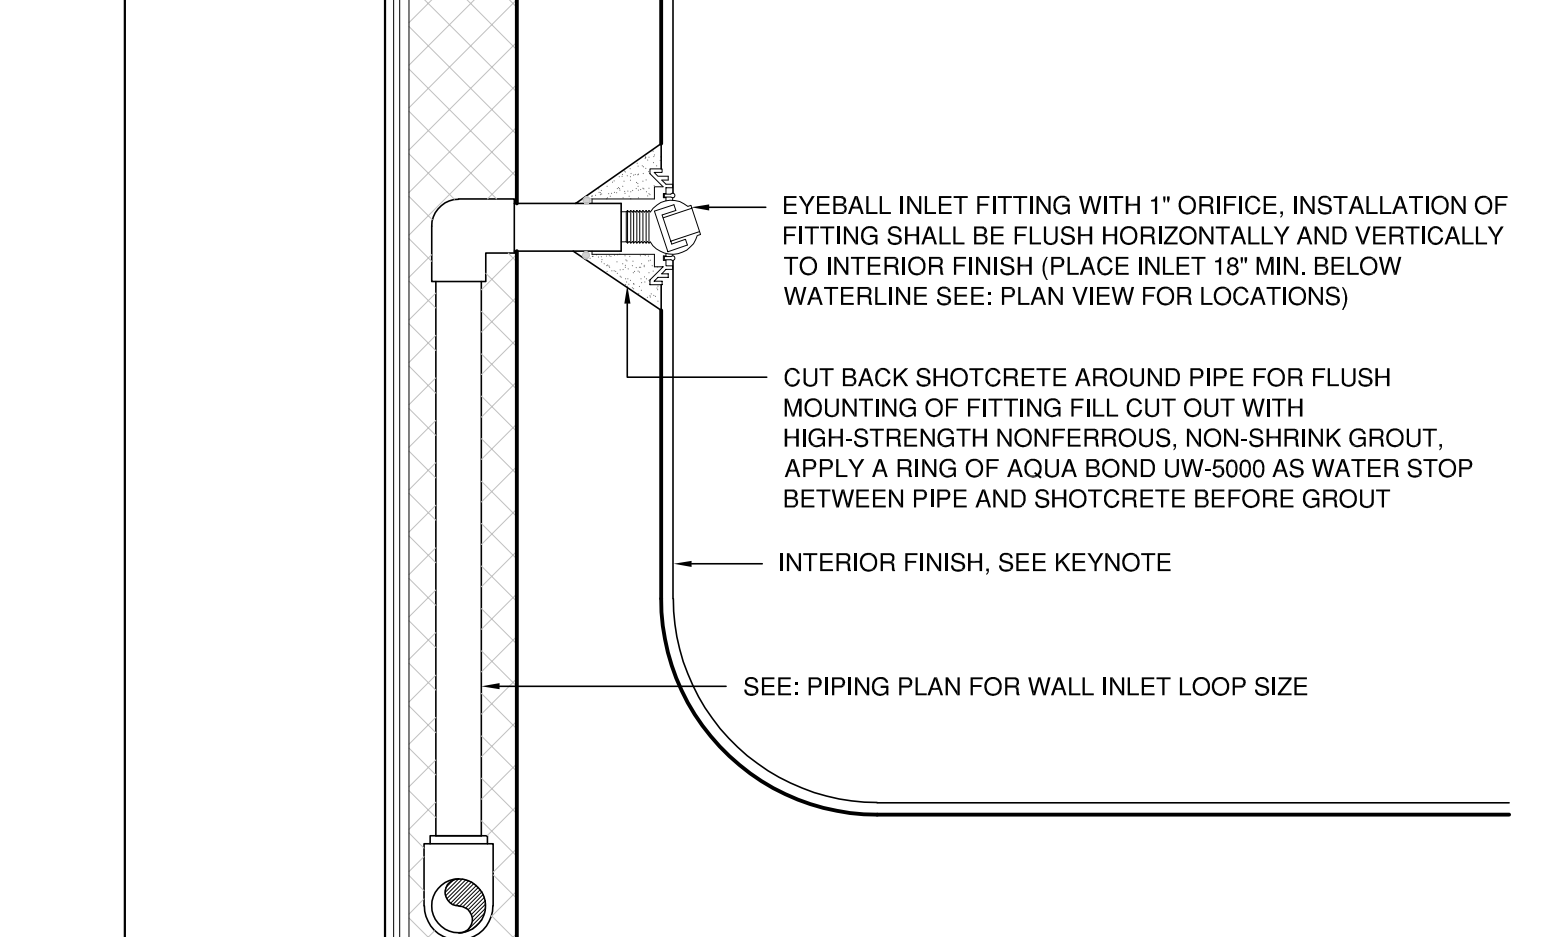 EYEBALL INLET FITTING WITH 1" ORIFICE, INSTALLATION OF
FITTING SHALL BE FLUSH HORIZONTALLY AND VERTICALLY
TO INTERIOR FINISH (PLACE INLET 18" MIN. BELOW
WATERLINE SEE: PLAN VIEW FOR LOCATIONS)
CUT BACK SHOTCRETE AROUND PIPE FOR FLUSH
MOUNTING OF FITTING FILL CUT OUT WITH
HIGH-STRENGTH NONFERROUS, NON-SHRINK GROUT,
APPLY A RING OF AQUA BOND UW-5000 AS WATER STOP
BETWEEN PIPE AND SHOTCRETE BEFORE GROUT
INTERIOR FINISH, SEE KEYNOTE
SEE: PIPING PLAN FOR WALL INLET LOOP SIZE